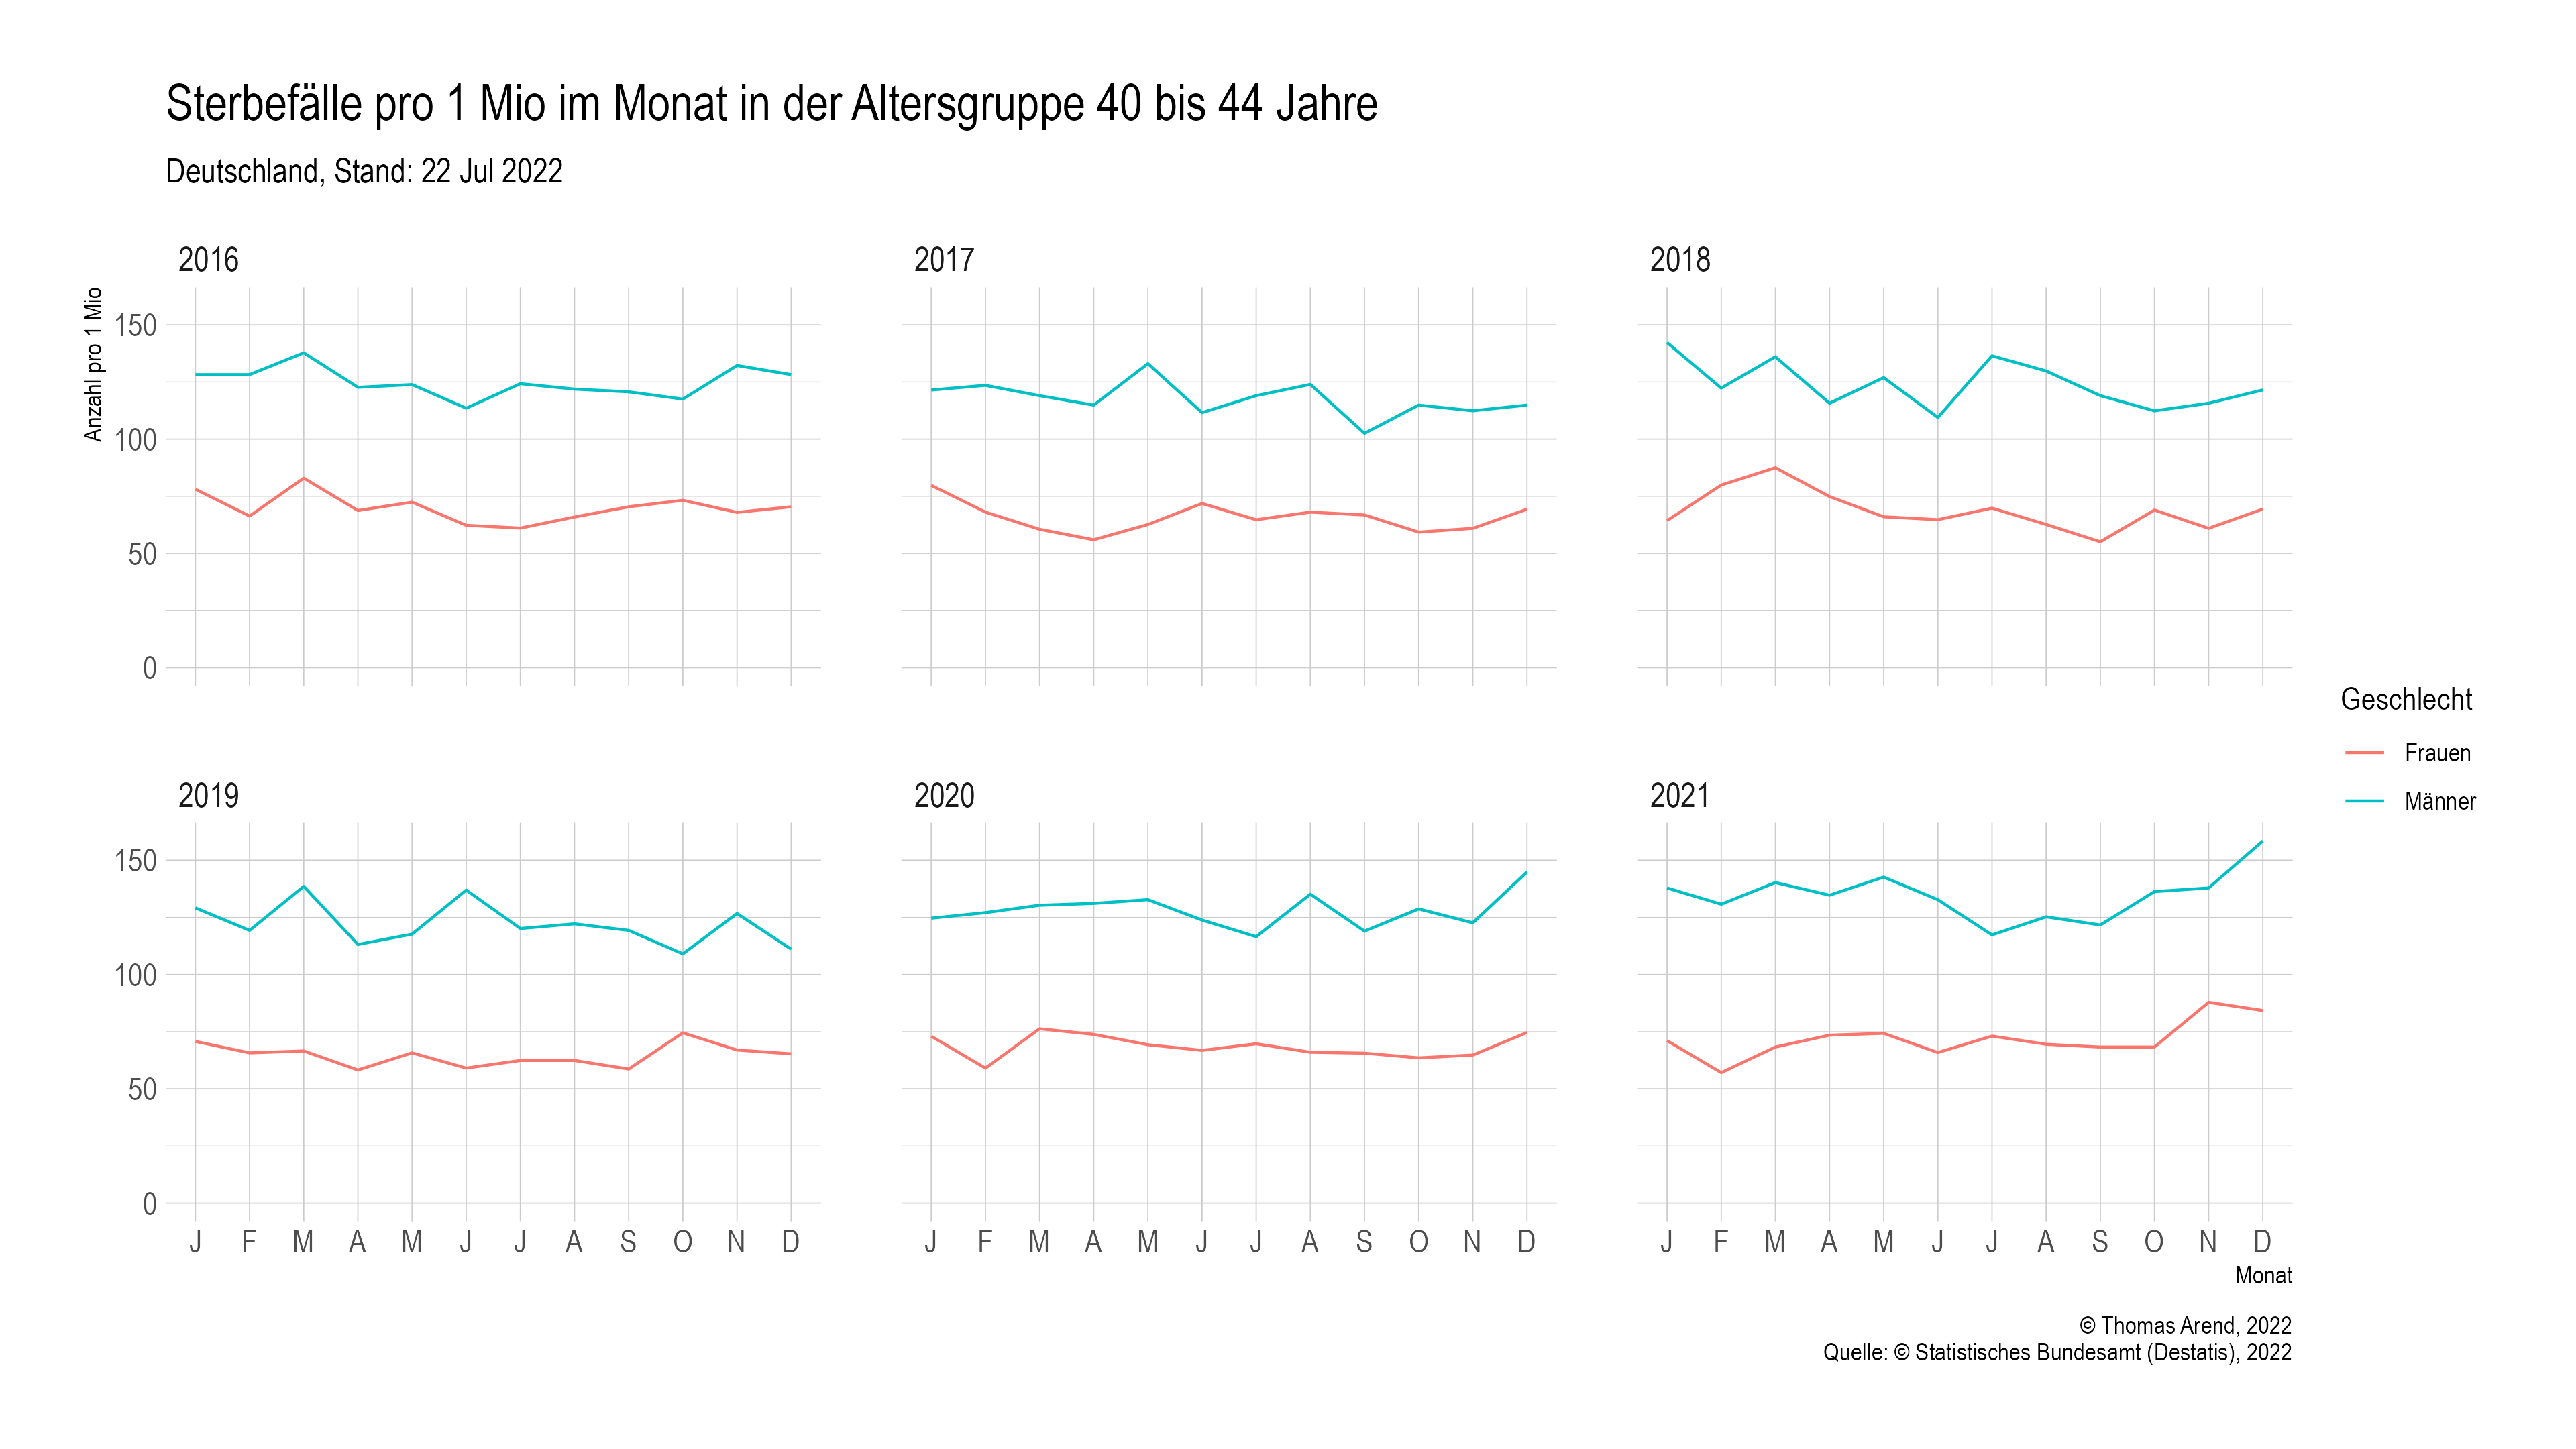 Sterbefälle pro 1 Mio im Monat in der Altersgruppe 40 bis 44 Jahre
Deutschland, Stand: 22 Jul 2022
2016
2017
2018
Anzahl pro 1 Mio
150
100
50
0
Geschlecht
Frauen
Männer
2019
2020
2021
150
100
50
0
J F M A M J J A S O N D
J F M A M J J A S O N D
J F M A M J J A S O N D
Monat
© Thomas Arend, 2022
Quelle: © Statistisches Bundesamt (Destatis), 2022